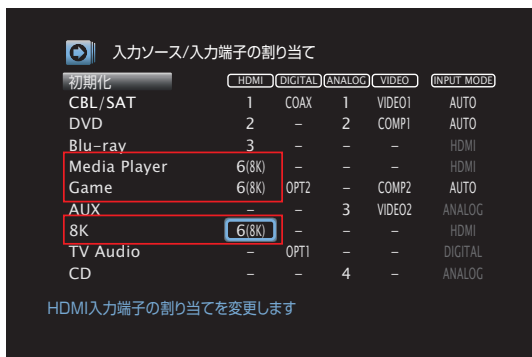 入力ソース/入力端子の割り当て
初期化 HDMI DIGITAL ANALOG VIDEO INPUT MODE
CBL/SAT 1 COAX 1 VIDEO1 AUTO
DVD 2 – 2 COMP1 AUTO
Blu-ray 3 – – – HDMI
Media Player 6(8K) – – – HDMI
Game 6(8K) OPT2 – COMP2 AUTO
AUX – – 3 VIDEO2 ANALOG
8K 6(8K) – – – HDMI
TV Audio – OPT1 – – DIGITAL
CD – – 4 – ANALOG
HDMI入力端子の割り当てを変更します